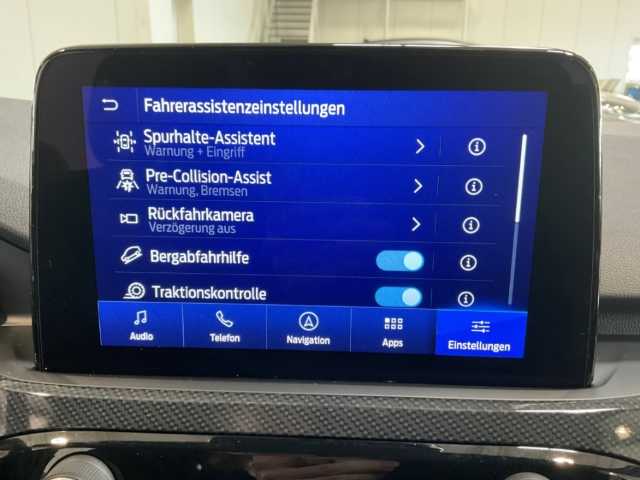 Fahrerassistenzeinstellungen
Spurhalte-Assistent
Warnung + Eingriff
Pre-Collision-Assist
Warnung, Bremsen
Rückfahrkamera
Verzögerung aus
Bergabfahrhilfe
Traktionskontrolle
Audio
Telefon
Navigation
Apps
Einstellungen